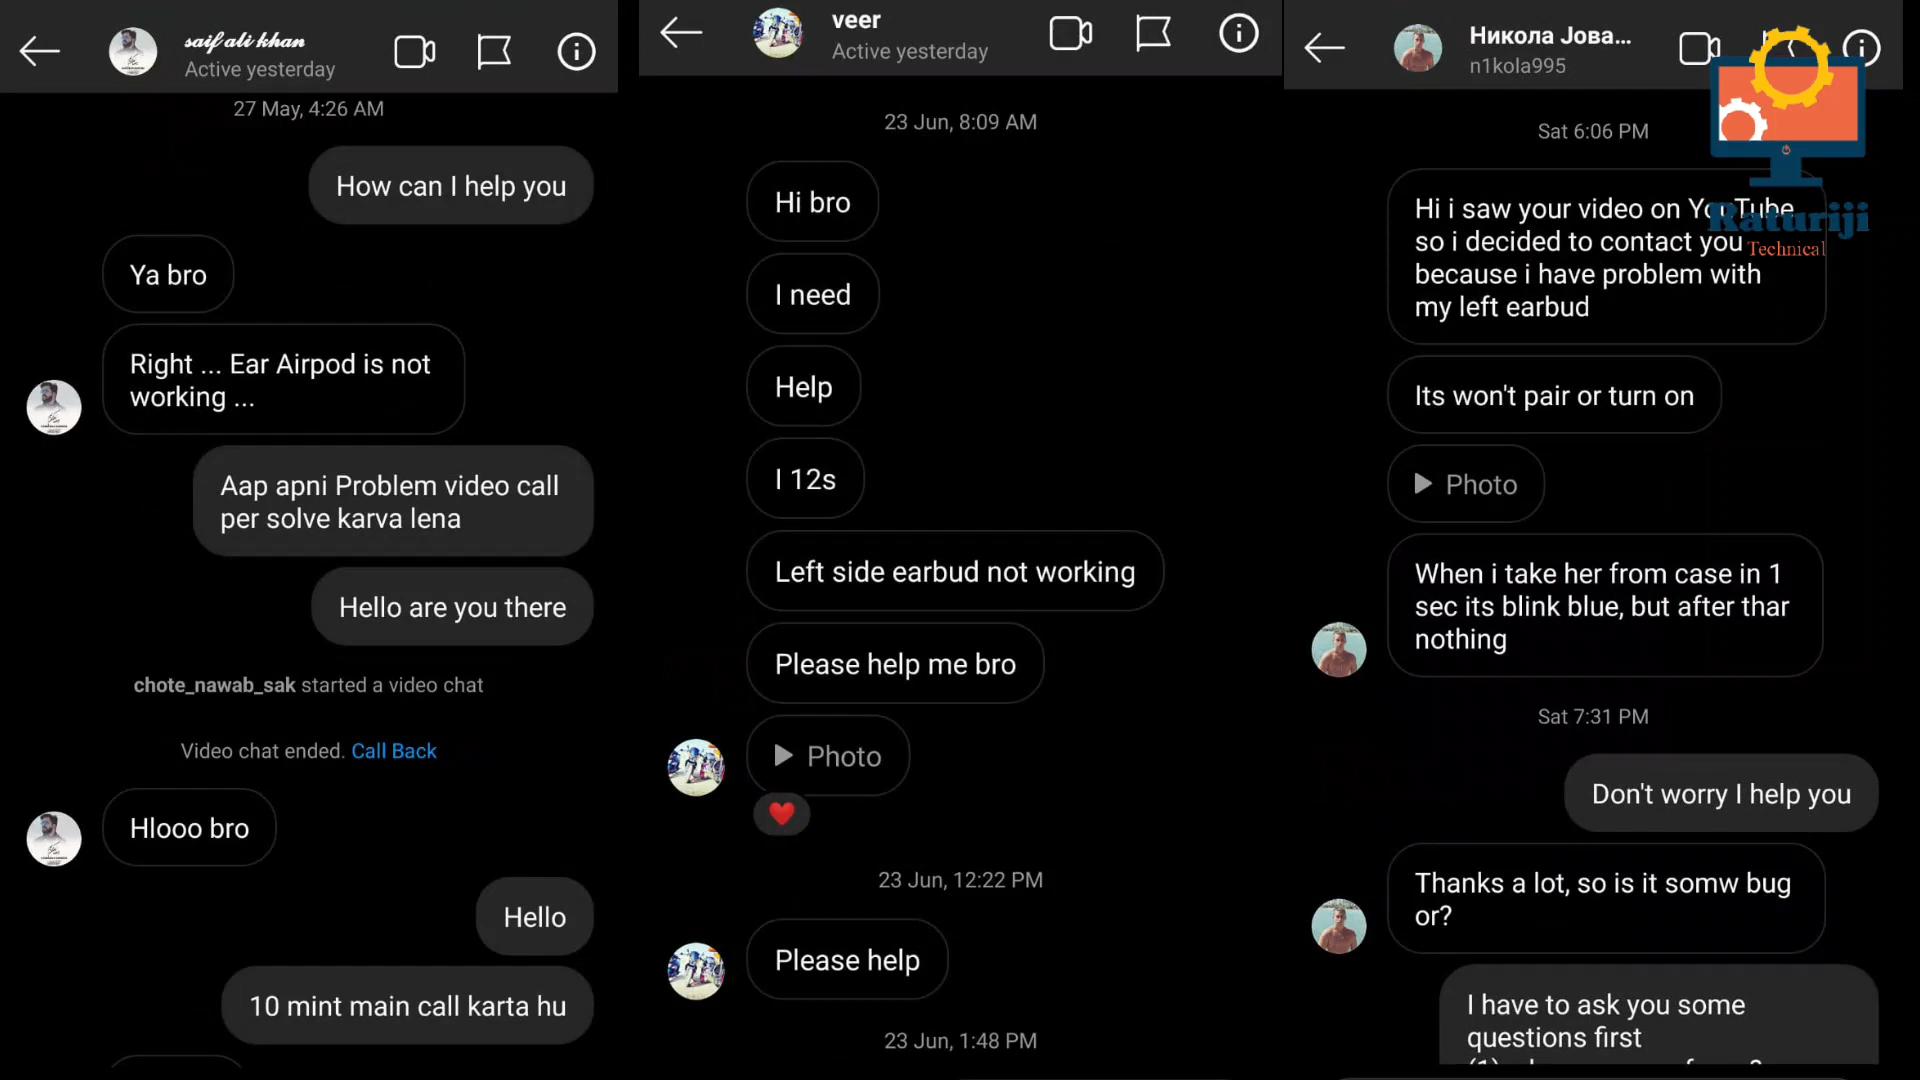 saif ali khan
Active yesterday
27 May, 4:26 AM
How can I help you
Ya bro
Right ... Ear Airpod is not
working ...
Aap apni Problem video call
per solve karva lena
Hello are you there
chote_nawab_sak started a video chat
Video chat ended. Call Back
Hlooo bro
Hello
10 mint main call karta hu
veer
Active yesterday
23 Jun, 8:09 AM
Hi bro
I need
Help
I 12s
Left side earbud not working
Please help me bro
Photo
23 Jun, 12:22 PM
Please help
23 Jun, 1:48 PM
Никола Јова...
n1kola995
Sat 6:06 PM
Hi i saw your video on YouTube
so i decided to contact you
because i have problem with
my left earbud
Its won't pair or turn on
Photo
When i take her from case in 1
sec its blink blue, but after thar
nothing
Sat 7:31 PM
Don't worry I help you
Thanks a lot, so is it somw bug
or?
I have to ask you some
questions first
Raturiji
Technical